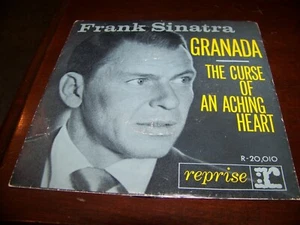 Frank Sinatra
GRANADA
THE CURSE
OF
AN ACHING
HEART
R-20,010
reprise r